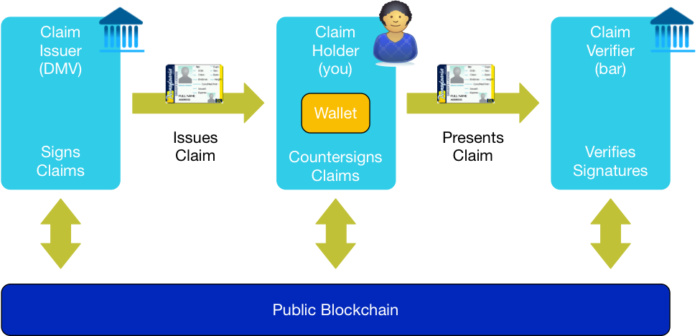 Claim
Issuer
(DMV)
Signs
Claims
Issues
Claim
Claim
Holder
(you)
Wallet
Countersigns
Claims
Presents
Claim
Claim
Verifier
(bar)
Verifies
Signatures
Public Blockchain